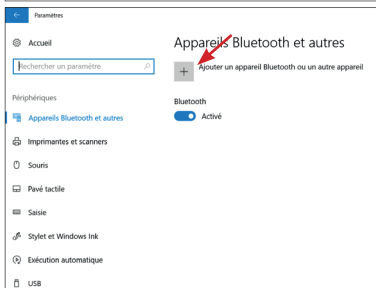 Paramètres
Accueil
Rechercher un paramètre
Périphériques
Appareils Bluetooth et autres
Imprimantes et scanners
Souris
Pavé tactile
Saisie
Stylet et Windows Ink
Exécution automatique
USB
Appareils Bluetooth et autres
Ajouter un appareil Bluetooth ou un autre appareil
Bluetooth
Activé